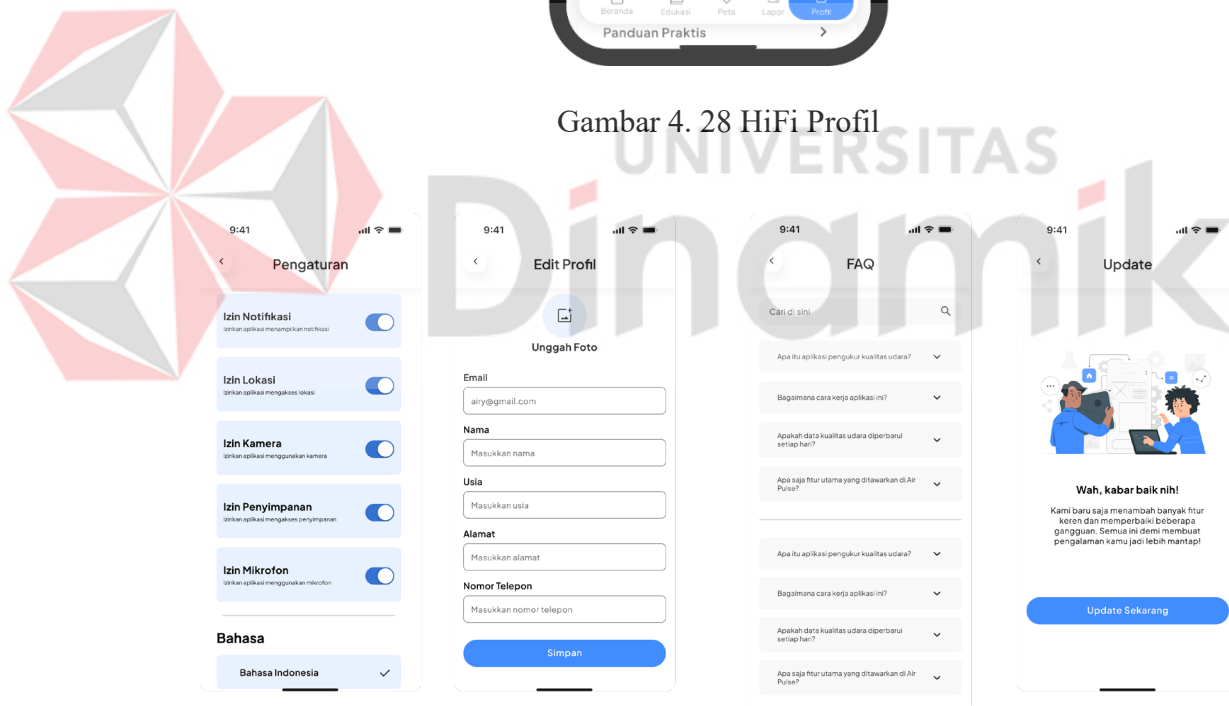 Beranda Edukasi Peta Lapor Profil
Panduan Praktis
Gambar 4. 28 HiFi Profil
UNIVERSITAS
Dinamik
9:41
Pengaturan
Izin Notifikasi
Izinkan aplikasi menampilkan notifikasi
Izin Lokasi
Izinkan aplikasi mengakses lokasi
Izin Kamera
Izinkan aplikasi menggunakan kamera
Izin Penyimpanan
Izinkan aplikasi mengakses penyimpanan
Izin Mikrofon
Izinkan aplikasi menggunakan mikrofon
Bahasa
Bahasa Indonesia
9:41
Edit Profil
Unggah Foto
Email
airy@gmail.com
Nama
Masukkan nama
Usia
Masukkan usia
Alamat
Masukkan alamat
Nomor Telepon
Masukkan nomor telepon
Simpan
9:41
FAQ
Cari di sini
Apa itu aplikasi pengukur kualitas udara?
Bagaimana cara kerja aplikasi ini?
Apakah data kualitas udara diperbarui
setiap hari?
Apa saja fitur utama yang ditawarkan di Air
Pulse?
Apa itu aplikasi pengukur kualitas udara?
Bagaimana cara kerja aplikasi ini?
Apakah data kualitas udara diperbarui
setiap hari?
Apa saja fitur utama yang ditawarkan di Air
Pulse?
9:41
Update
Wah, kabar baik nih!
Kami baru saja menambah banyak fitur
keren dan memperbaiki beberapa
gangguan. Semua ini demi membuat
pengalaman kamu jadi lebih mantap!
Update Sekarang